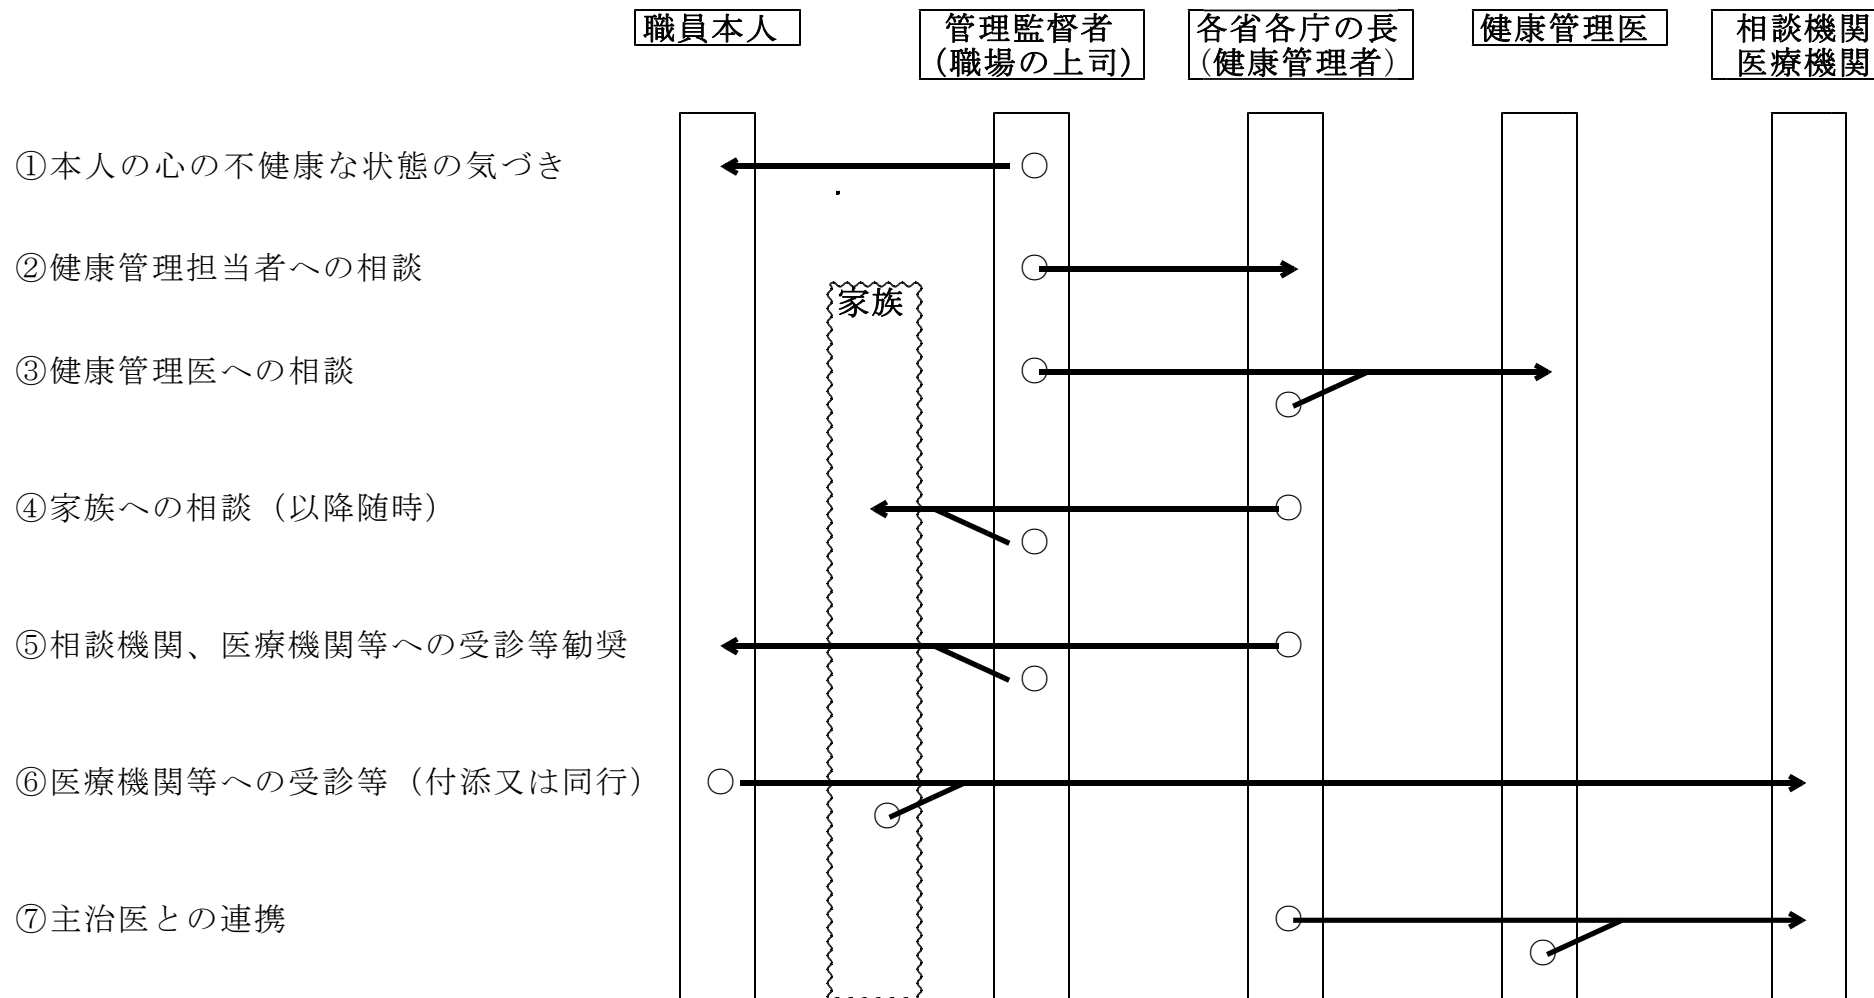 職員本人
管理監督者
(職場の上司)
各省各庁の長
(健康管理者)
健康管理医
相談機関
医療機関
①本人の心の不健康な状態の気づき
②健康管理担当者への相談
家族
③健康管理医への相談
④家族への相談（以降随時）
⑤相談機関、医療機関等への受診等勧奨
⑥医療機関等への受診等（付添又は同行）
⑦主治医との連携